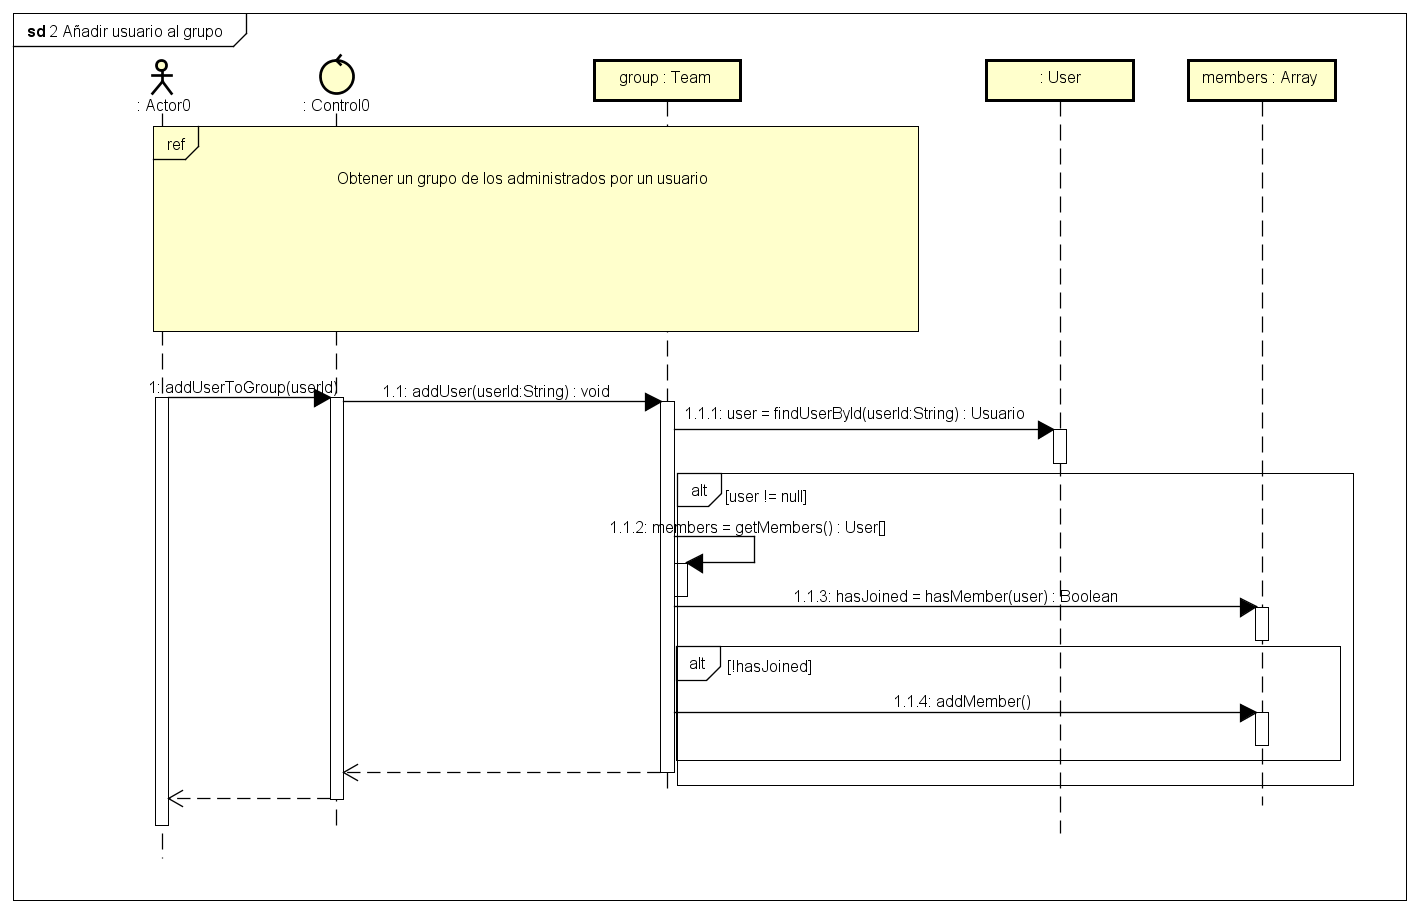 sd 2 Añadir usuario al grupo
: Actor0
: Control0
group : Team
: User
members : Array
ref
Obtener un grupo de los administrados por un usuario
1: addUserToGroup(userId)
1.1: addUser(userId:String) : void
1.1.1: user = findUserById(userId:String) : Usuario
alt
[user != null]
1.1.2: members = getMembers() : User[]
1.1.3: hasJoined = hasMember(user) : Boolean
alt
[!hasJoined]
1.1.4: addMember()